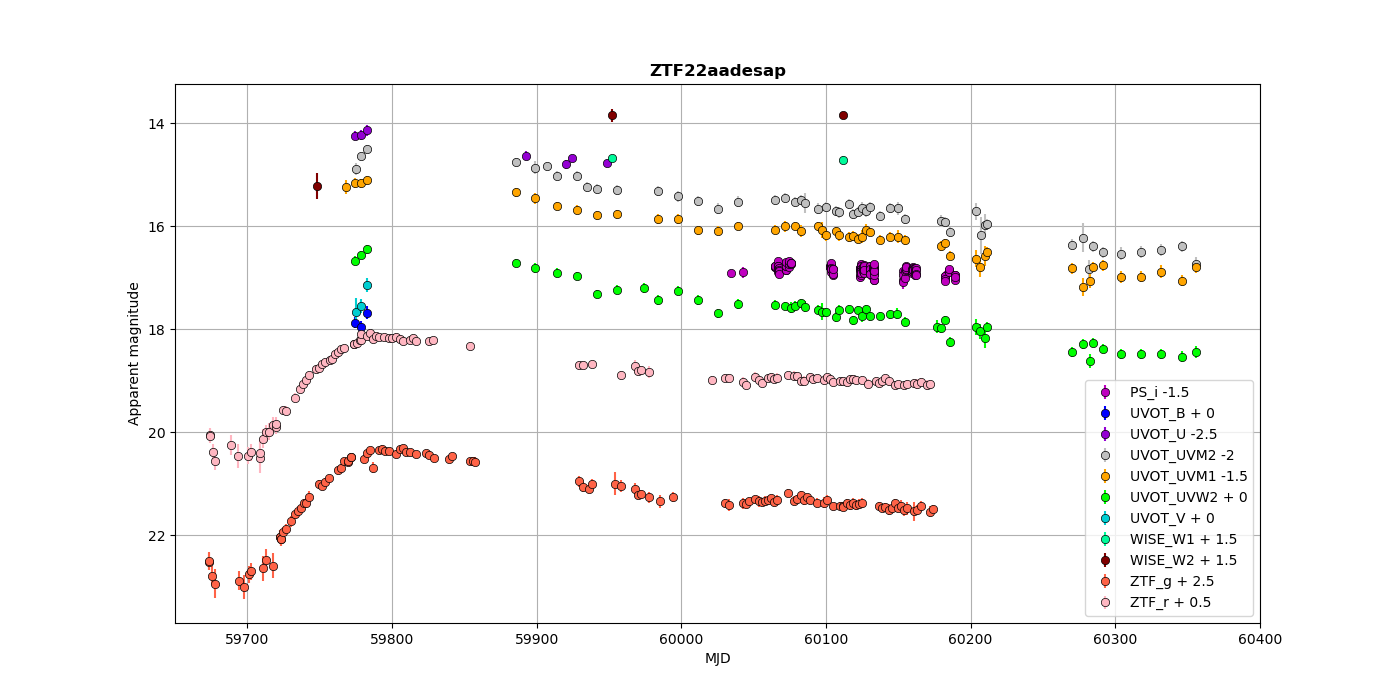 ZTF22aadesap
Apparent magnitude
14
16
18
20
22
59700
59800
59900
60000
60100
60200
60300
60400
MJD
PS_i -1.5
UVOT_B + 0
UVOT_U -2.5
UVOT_UVM2 -2
UVOT_UVM1 -1.5
UVOT_UVW2 + 0
UVOT_V + 0
WISE_W1 + 1.5
WISE_W2 + 1.5
ZTF_g + 2.5
ZTF_r + 0.5